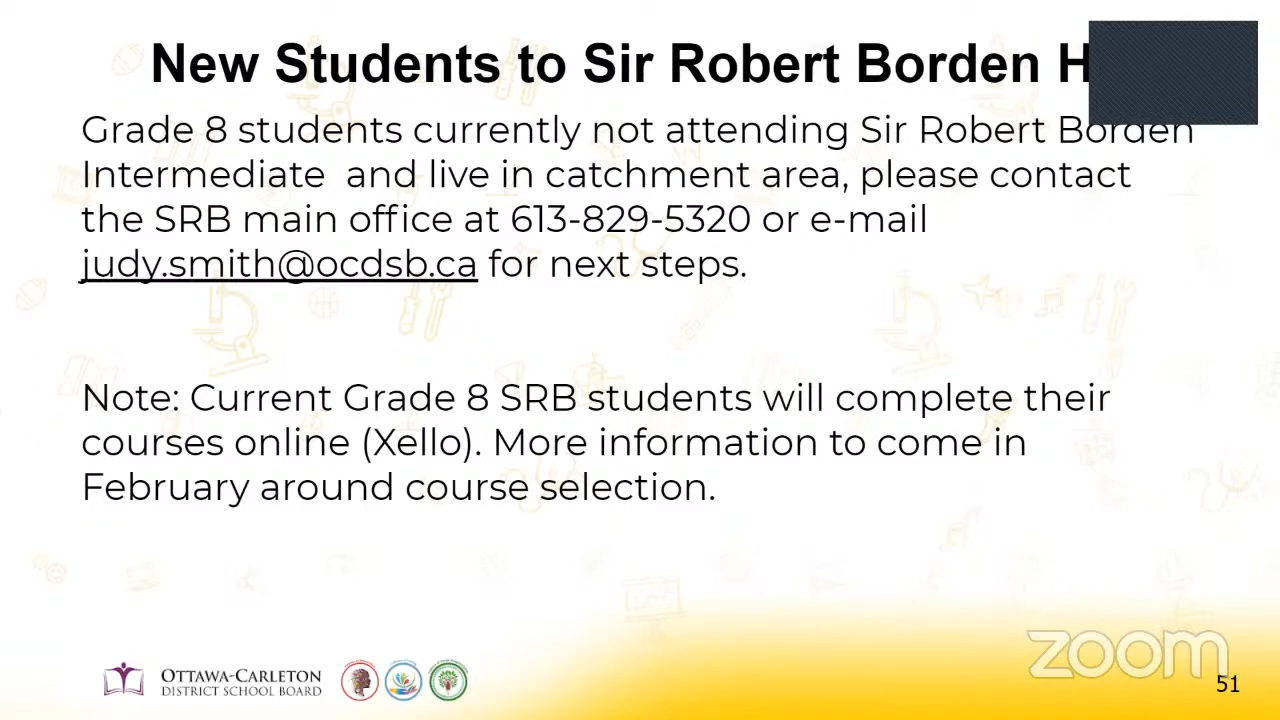 New Students to Sir Robert Borden H
Grade 8 students currently not attending Sir Robert Borden
Intermediate and live in catchment area, please contact
the SRB main office at 613-829-5320 or e-mail
judy.smith@ocdsb.ca for next steps.
Note: Current Grade 8 SRB students will complete their
courses online (Xello). More information to come in
February around course selection.
OTTAWA-CARLETON
DISTRICT SCHOOL BOARD
zoom
51